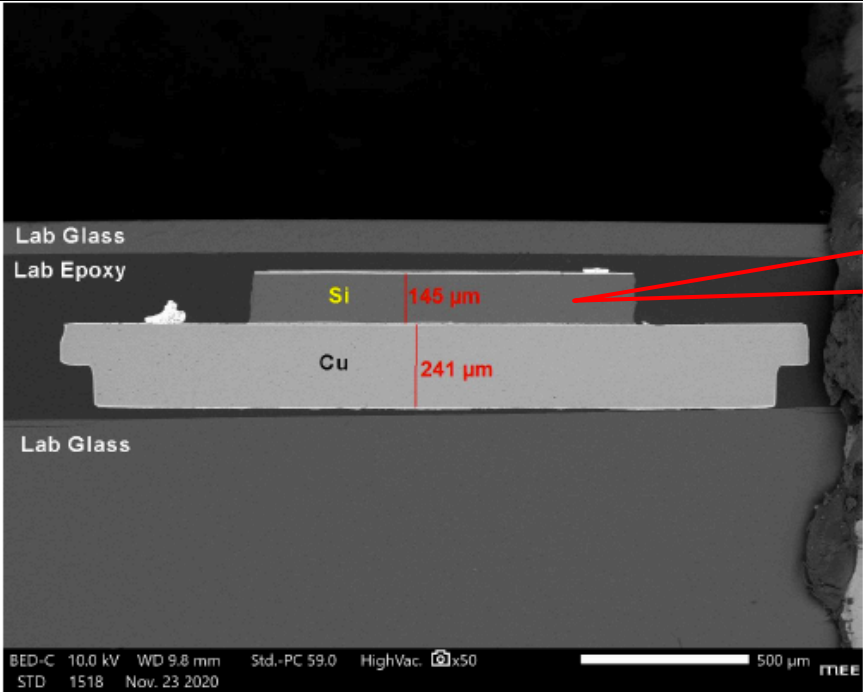 Lab Glass
Lab Epoxy
Si 145 µm
Cu 241 µm
Lab Glass
BED-C 10.0 kV WD 9.8 mm Std.-PC 59.0 HighVac. x50 500 µm
STD 1518 Nov. 23 2020 mee